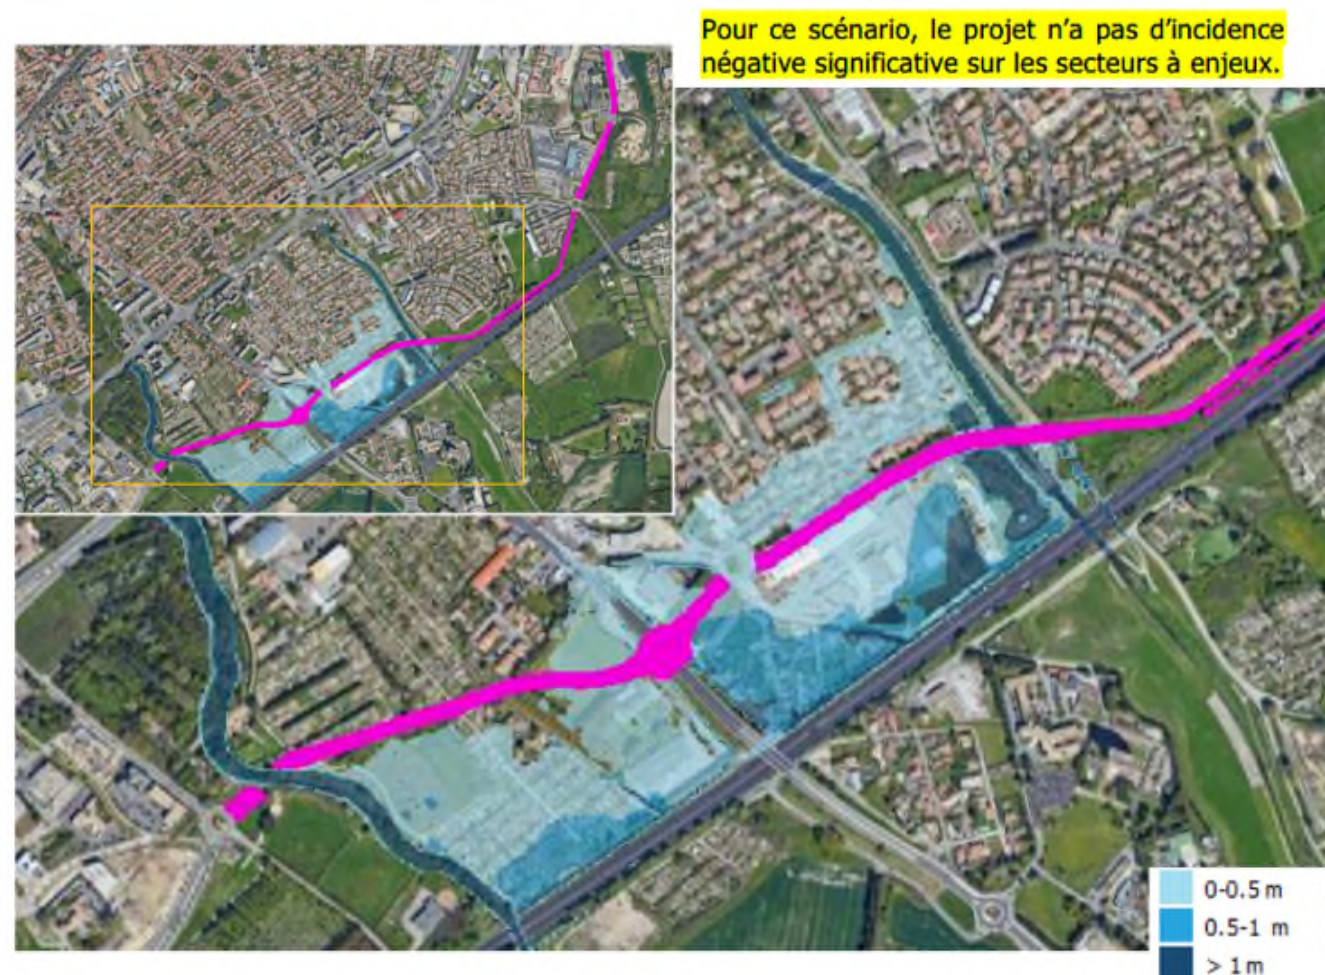 Pour ce scénario, le projet n'a pas d'incidence
négative significative sur les secteurs à enjeux.
0-0.5 m
0.5-1 m
> 1 m